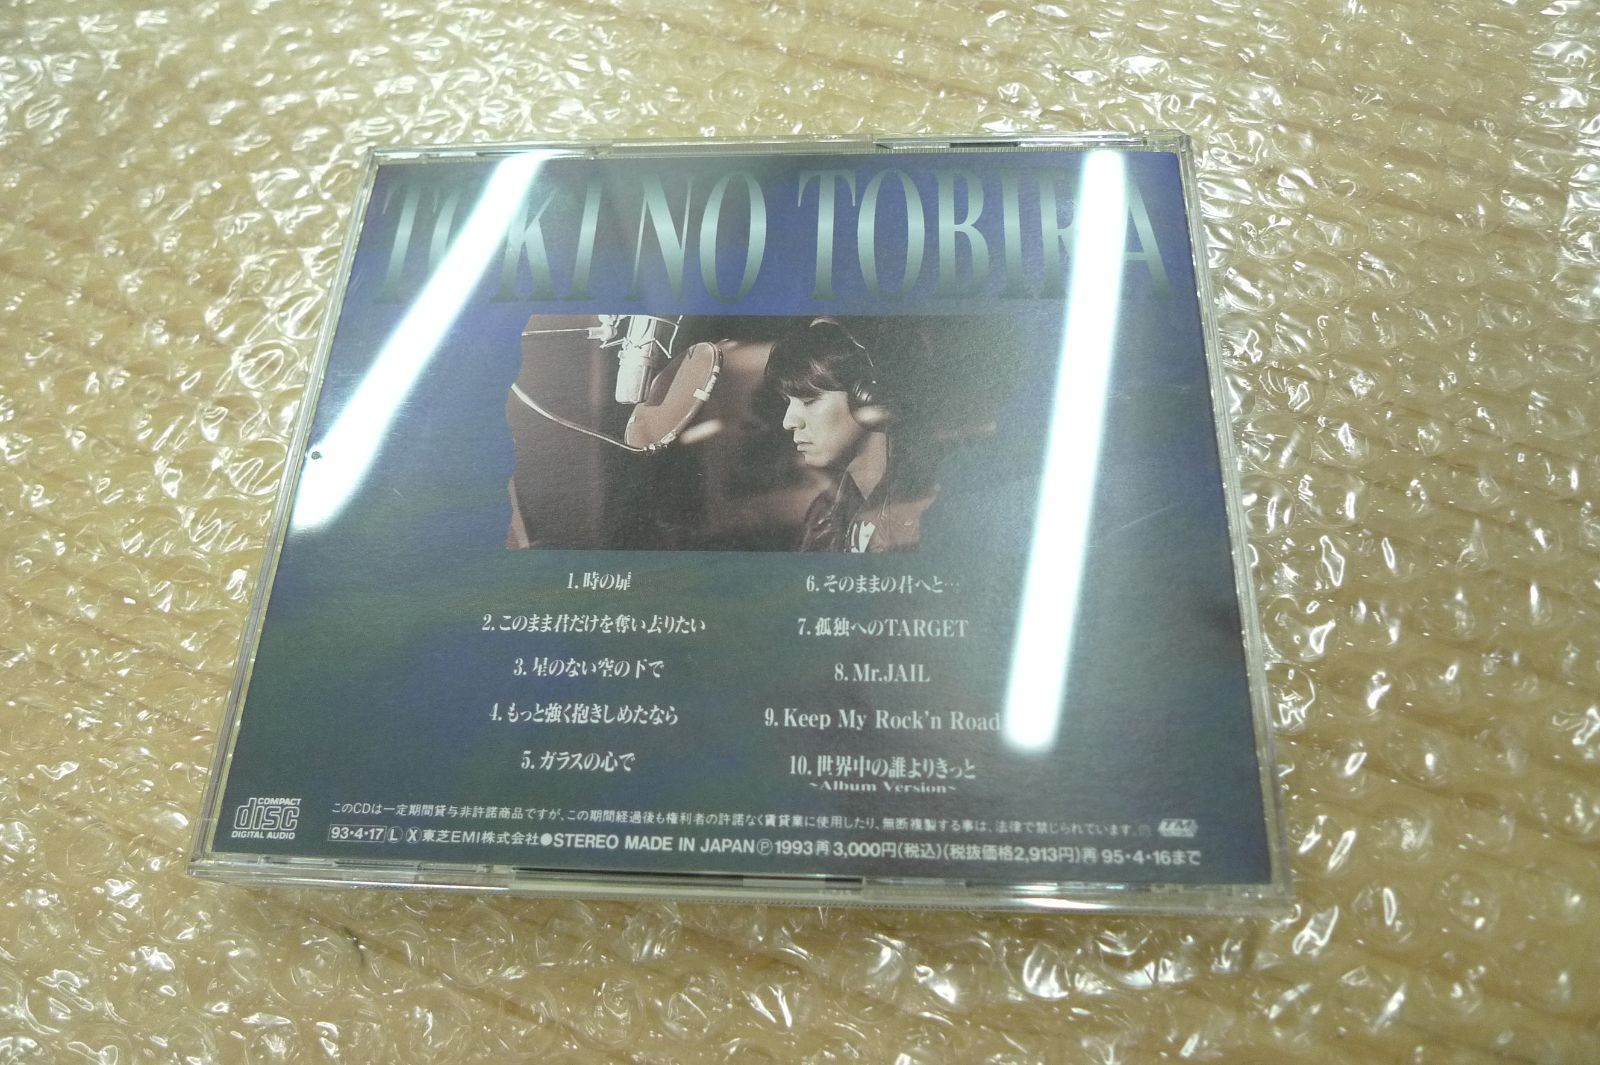 TOKI NO TOBIRA
1. 時の扉
2. このまま君だけを奪い去りたい
3. 星のない空の下で
4. もっと強く抱きしめたなら
5. ガラスの心で
6. そのままの君へと…
7. 孤独へのTARGET
8. Mr.JAIL
9. Keep My Rock'n Road
10. 世界中の誰よりきっと
~Album Version~
COMPACT
disc
DIGITAL AUDIO
このCDは一定期間貸与非許諾商品ですが、この期間経過後も権利者の許諾なく賃貸業に使用したり、無断複製する事は、法律で禁じられています。
93・4・17 L X 東芝EMI株式会社●STEREO MADE IN JAPAN Ⓟ1993 再 3,000円(税込)(税抜価格2,913円) 再 95・4・16まで